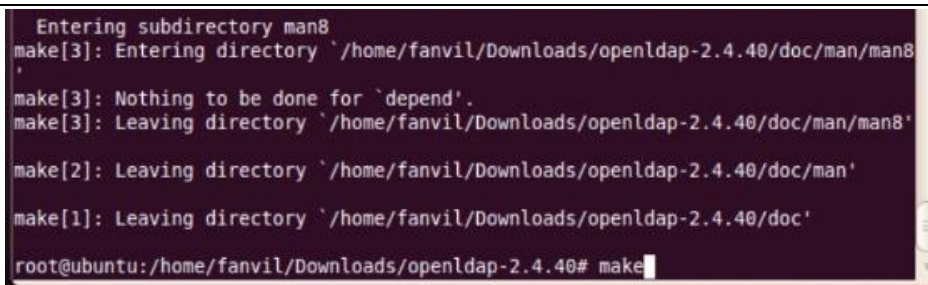 Entering subdirectory man8
make[3]: Entering directory `/home/fanvil/Downloads/openldap-2.4.40/doc/man/man8
'
make[3]: Nothing to be done for `depend'.
make[3]: Leaving directory `/home/fanvil/Downloads/openldap-2.4.40/doc/man/man8'
make[2]: Leaving directory `/home/fanvil/Downloads/openldap-2.4.40/doc/man'
make[1]: Leaving directory `/home/fanvil/Downloads/openldap-2.4.40/doc'
root@ubuntu:/home/fanvil/Downloads/openldap-2.4.40# make